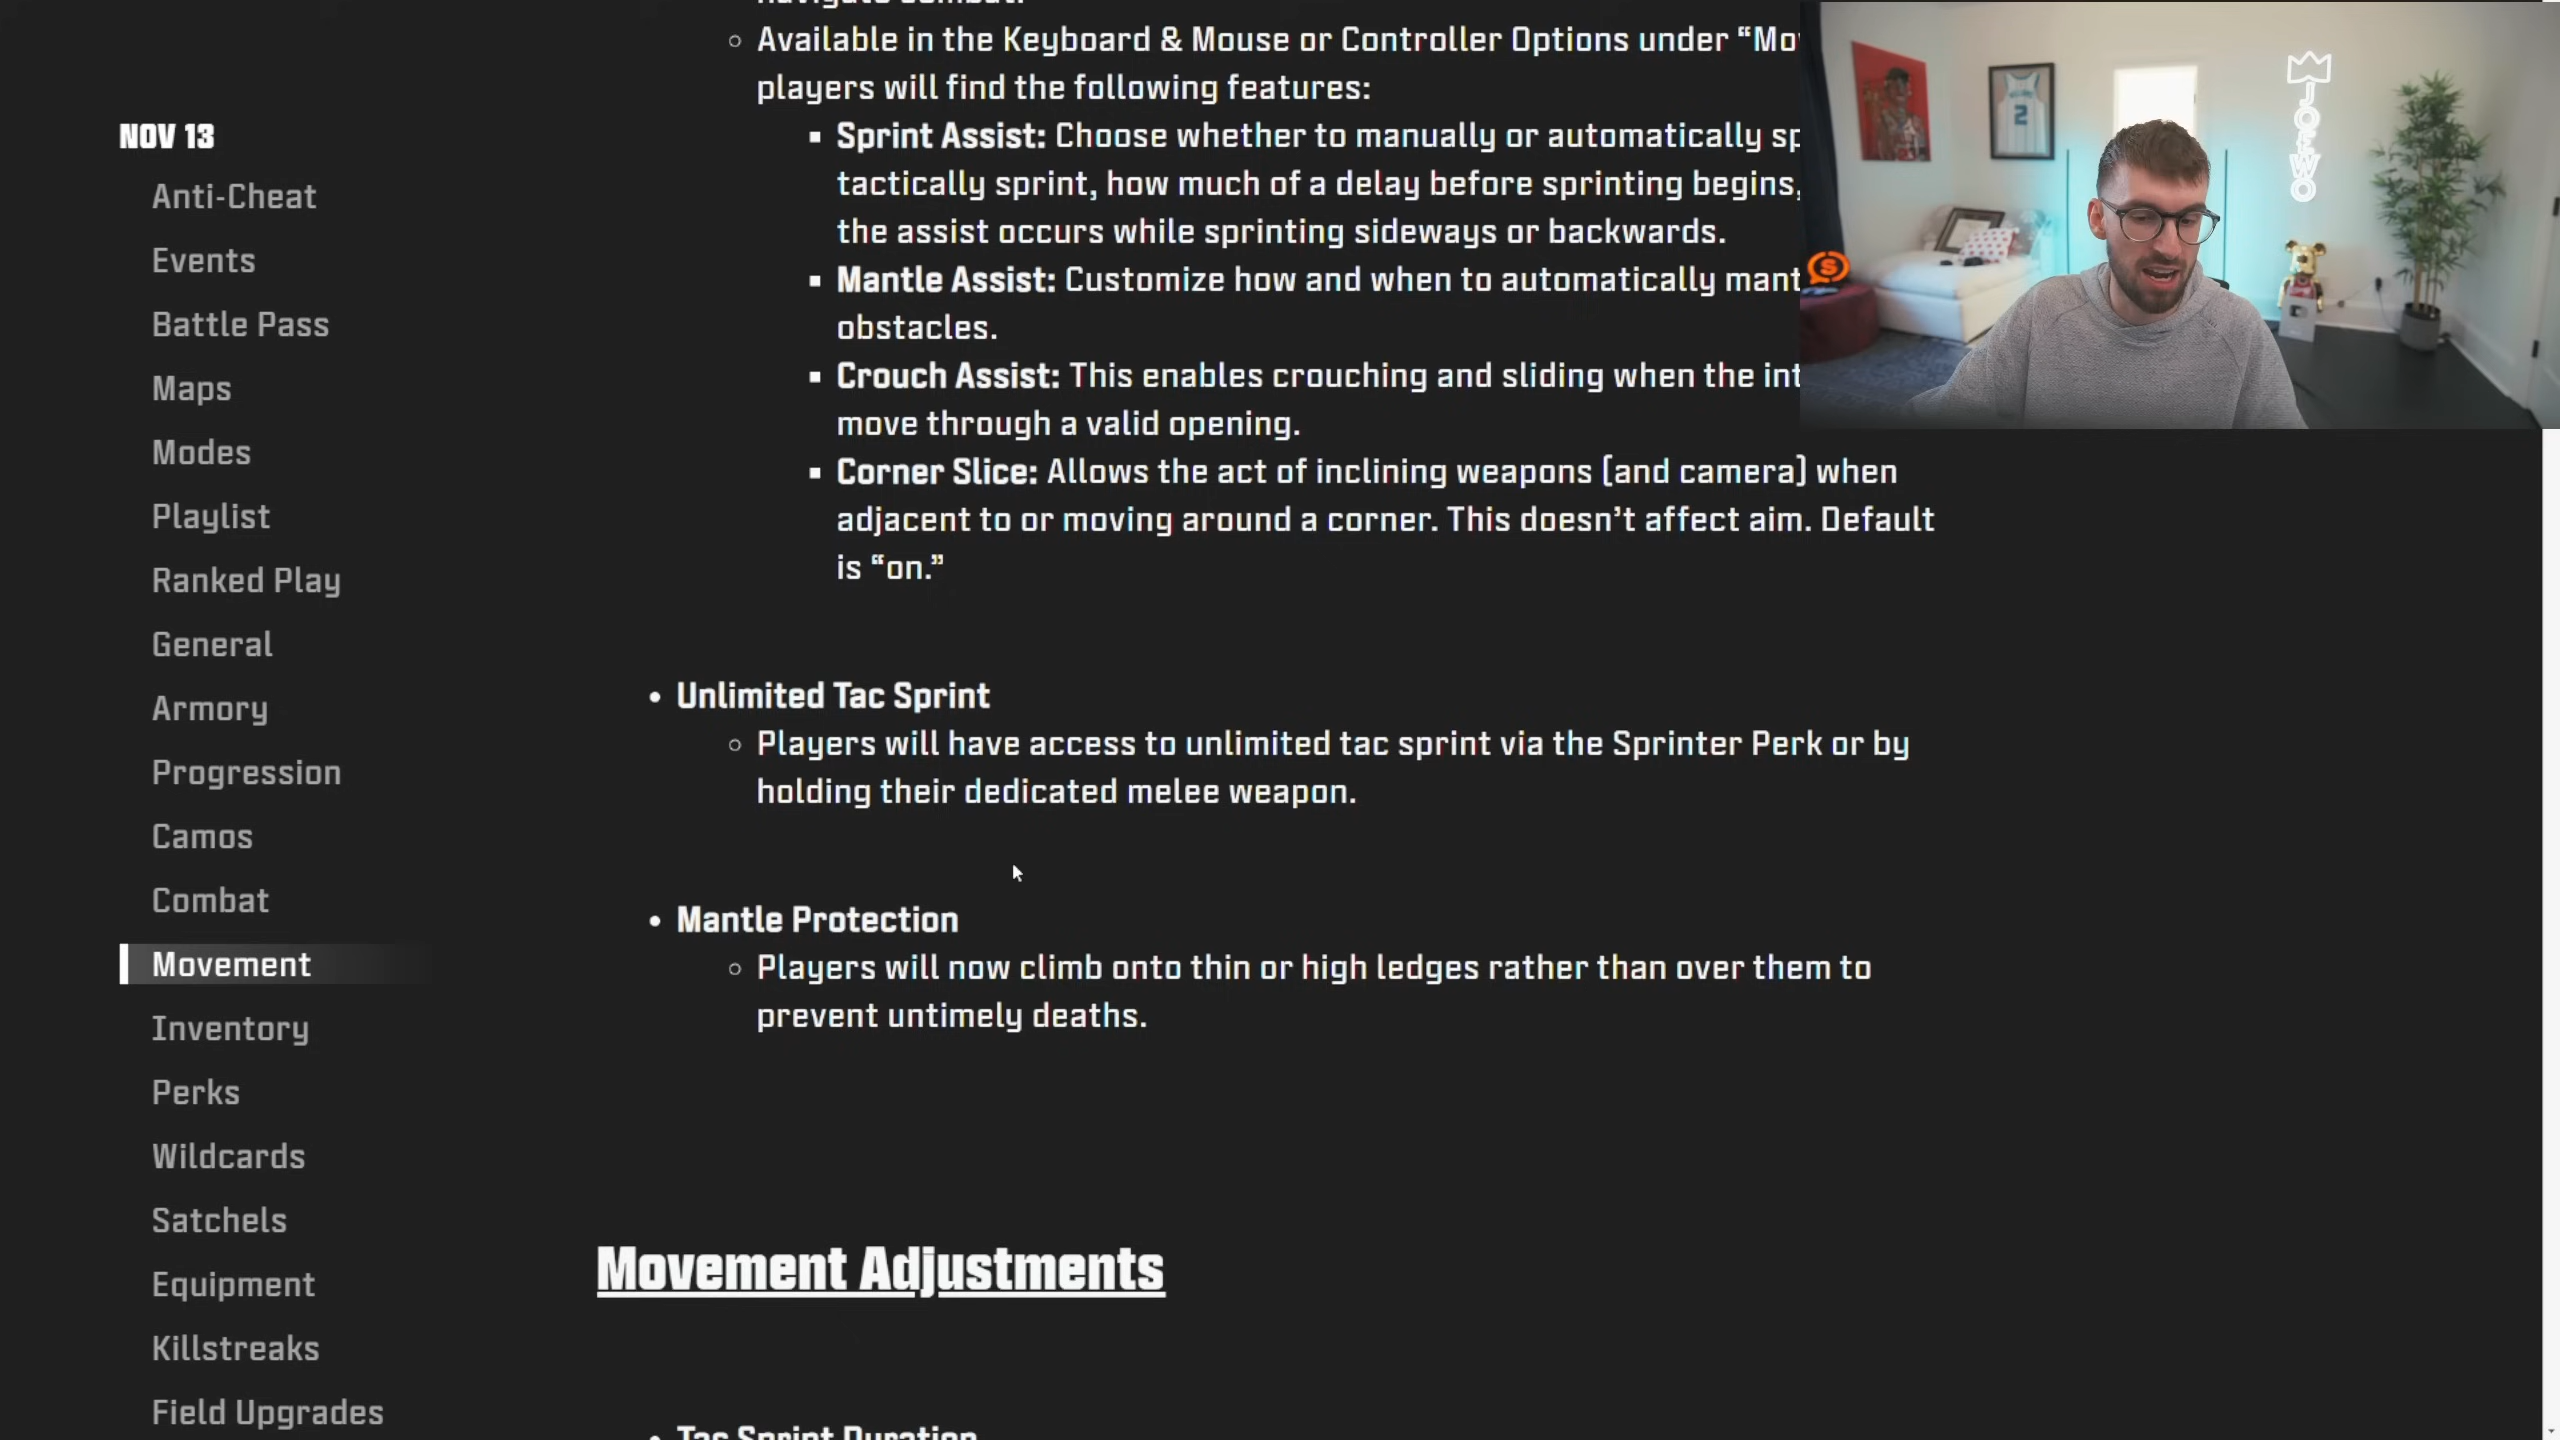 navigate combat.
Available in the Keyboard & Mouse or Controller Options under “Mo
players will find the following features:
Sprint Assist: Choose whether to manually or automatically sp
tactically sprint, how much of a delay before sprinting begins,
the assist occurs while sprinting sideways or backwards.
Mantle Assist: Customize how and when to automatically mant
obstacles.
Crouch Assist: This enables crouching and sliding when the int
move through a valid opening.
Corner Slice: Allows the act of inclining weapons [and camera] when
adjacent to or moving around a corner. This doesn’t affect aim. Default
is “on.”
Unlimited Tac Sprint
Players will have access to unlimited tac sprint via the Sprinter Perk or by
holding their dedicated melee weapon.
Mantle Protection
Players will now climb onto thin or high ledges rather than over them to
prevent untimely deaths.
Movement Adjustments
Tac Sprint Duration
NOV 13
Anti-Cheat
Events
Battle Pass
Maps
Modes
Playlist
Ranked Play
General
Armory
Progression
Camos
Combat
Movement
Inventory
Perks
Wildcards
Satchels
Equipment
Killstreaks
Field Upgrades
2
JOEWO